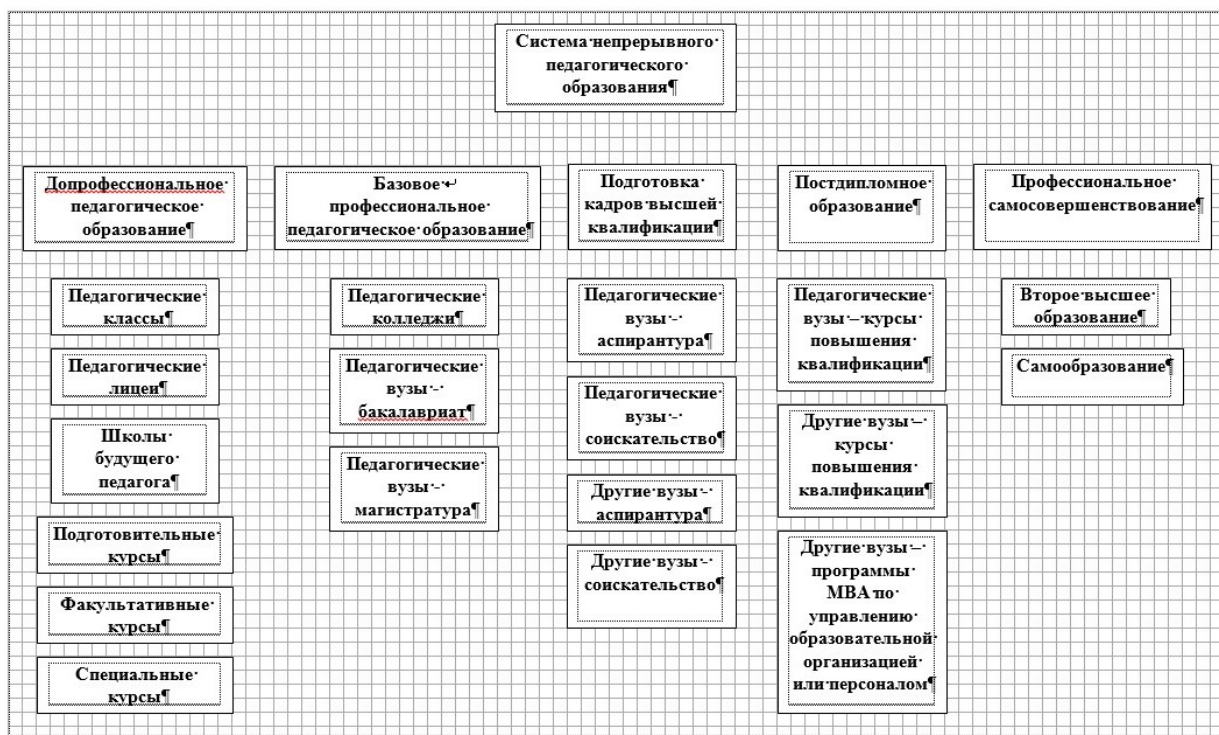 Система непрерывного
педагогического
образования¶
Допрофессиональное
педагогическое
образование¶
Базовое
профессиональное
педагогическое образование¶
Подготовка
кадров высшей
квалификации¶
Постдипломное
образование¶
Профессиональное
самосовершенствование¶
Педагогические
классы¶
Педагогические
лицеи¶
Школы
будущего
педагога¶
Подготовительные
курсы¶
Факультативные
курсы¶
Специальные
курсы¶
Педагогические
колледжи¶
Педагогические
вузы -
бакалавриат¶
Педагогические
вузы -
магистратура¶
Педагогические
вузы -
аспирантура¶
Педагогические
вузы -
соискательство¶
Другие вузы -
аспирантура¶
Другие вузы -
соискательство¶
Педагогические
вузы – курсы
повышения
квалификации¶
Другие вузы –
курсы
повышения
квалификации¶
Другие вузы –
программы
МВА по
управлению
образовательной
организацией
или персоналом¶
Второе высшее
образование¶
Самообразование¶